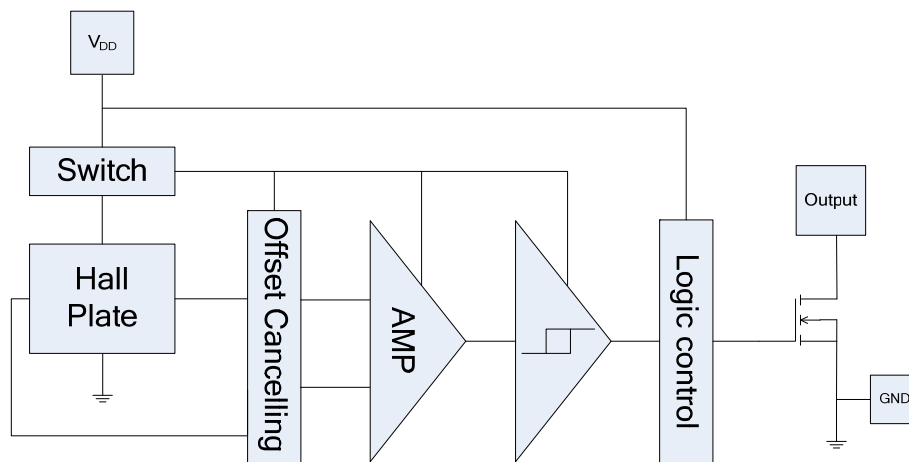 VDD
Switch
Output
Hall
Plate
Offset Cancelling
AMP
Logic control
GND